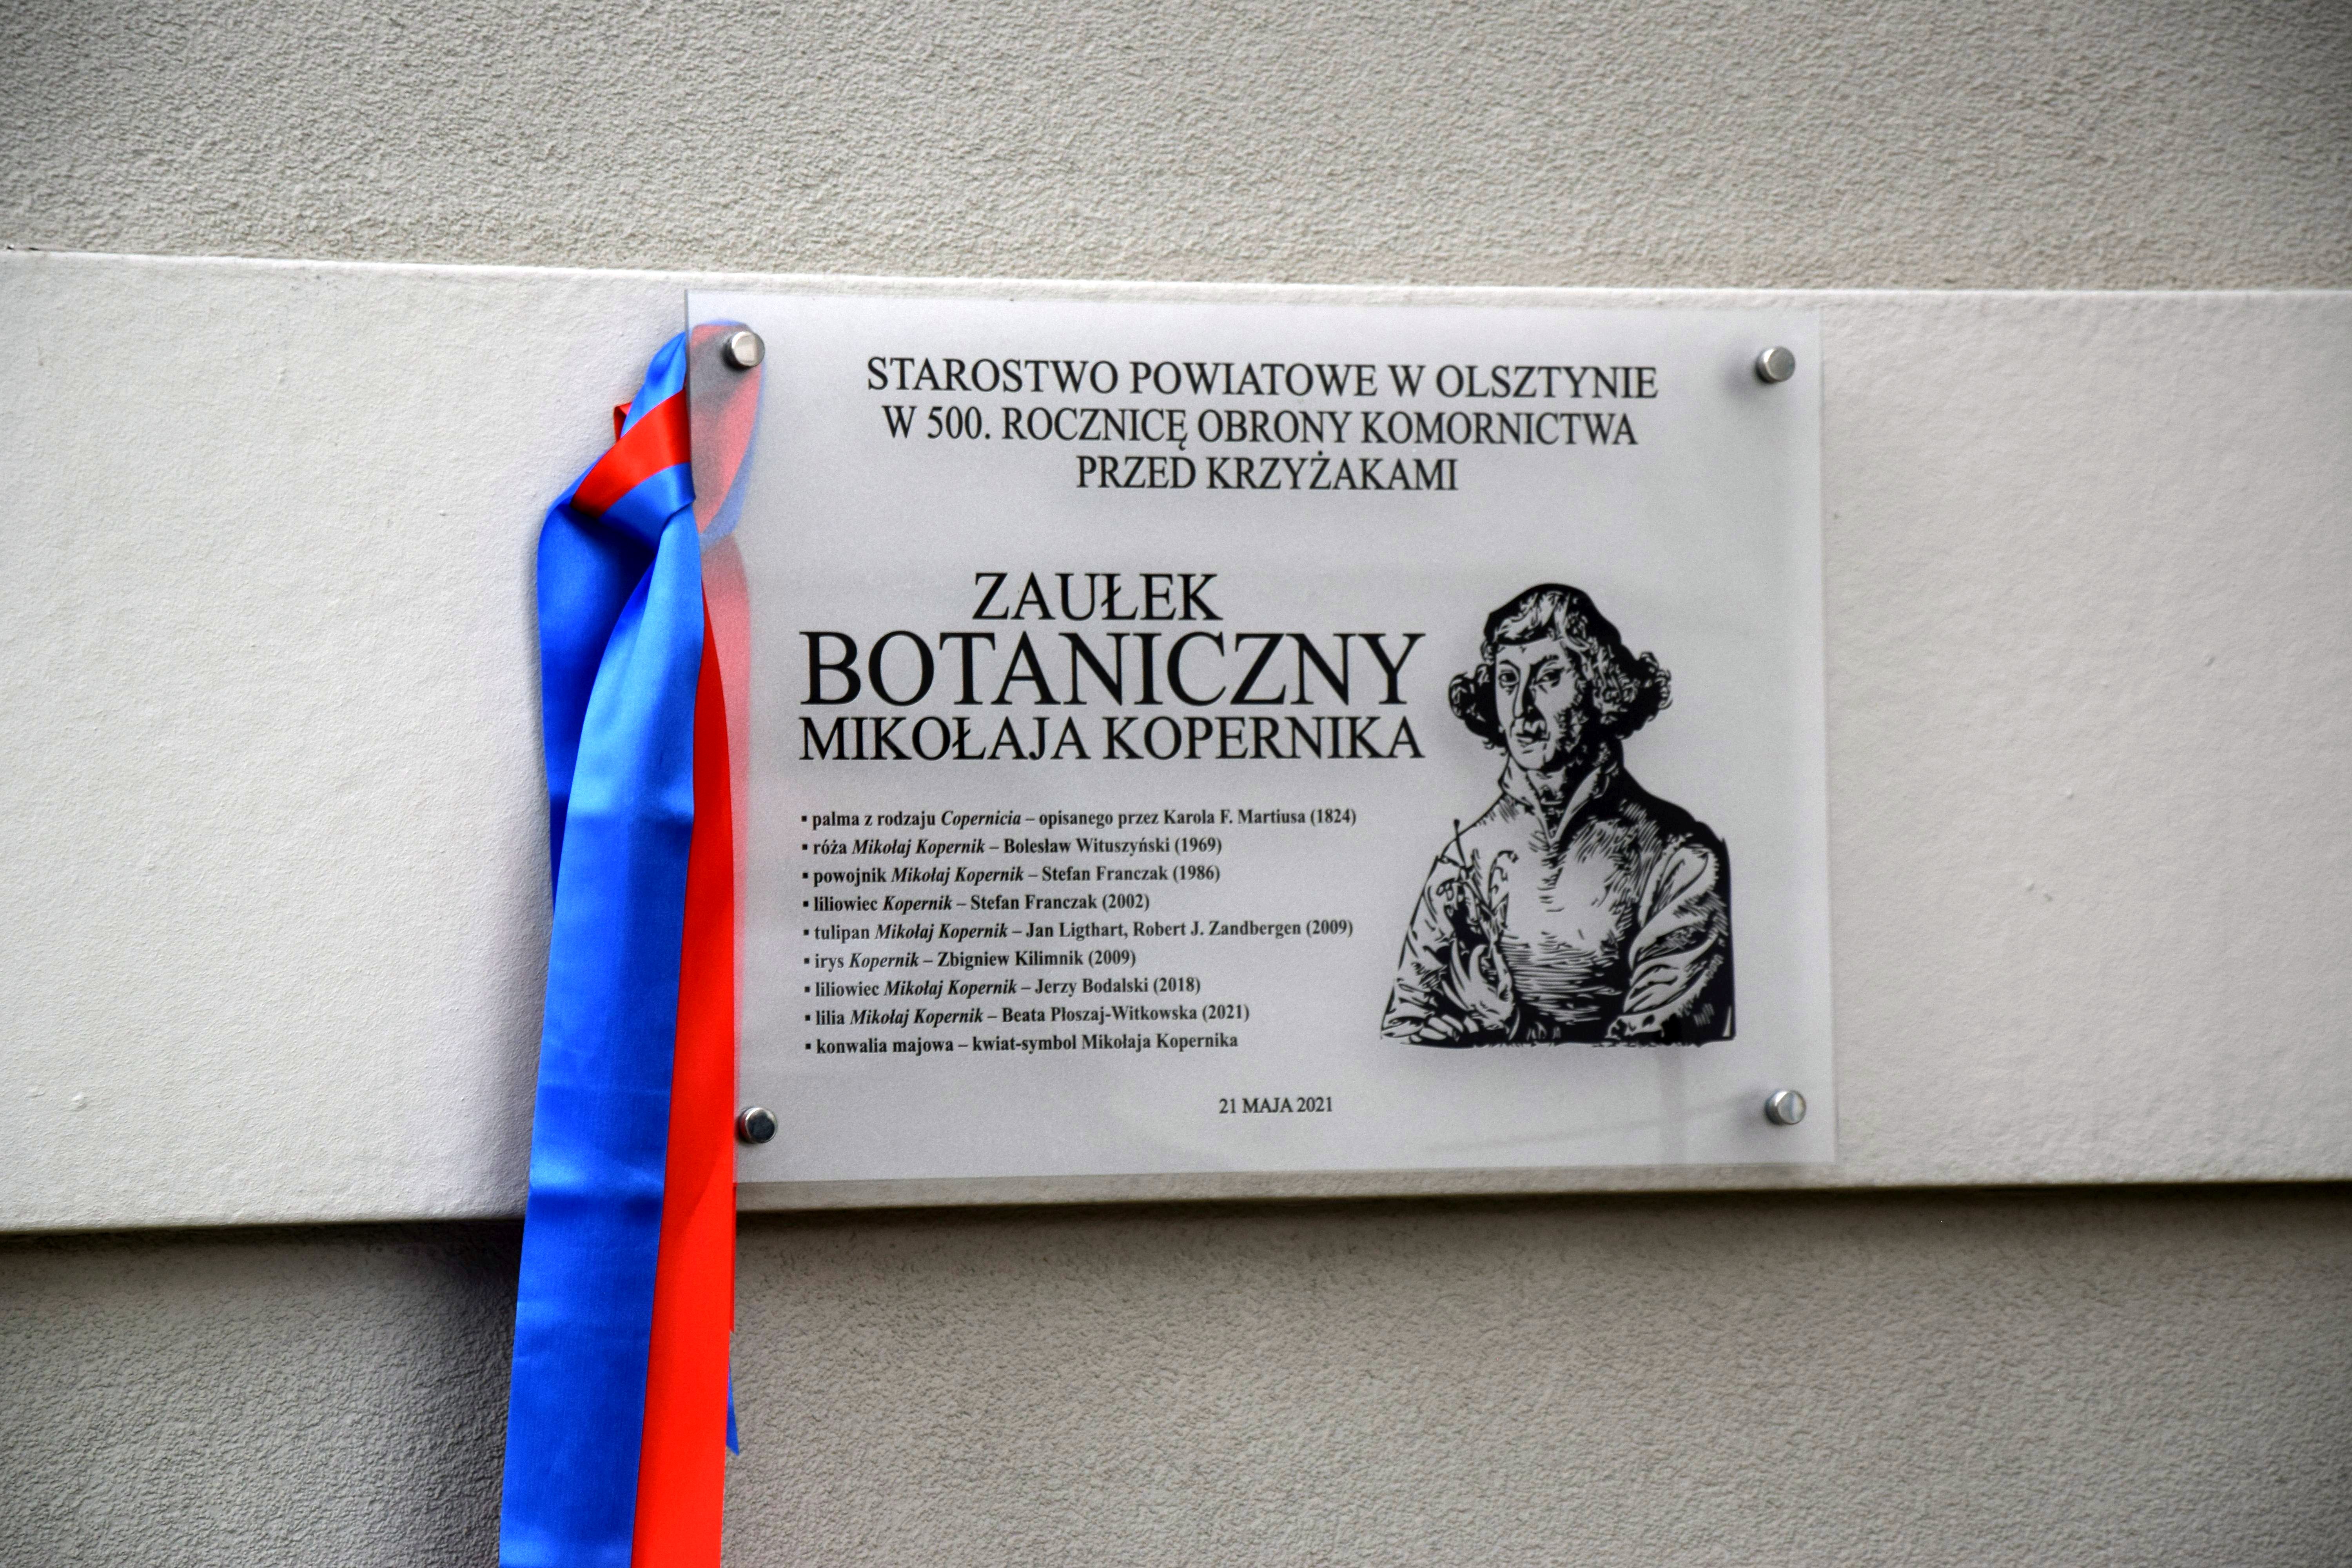 STAROSTWO POWIATOWE W OLSZTYNIE
W 500. ROCZNICĘ OBRONY KOMORNICTWA
PRZED KRZYŻAKAMI
ZAUŁEK
BOTANICZNY
MIKOŁAJA KOPERNIKA
▪ palma z rodzaju Copernicia – opisanego przez Karola F. Martiusa (1824)
▪ róża Mikołaj Kopernik – Bolesław Wituszyński (1969)
▪ powojnik Mikołaj Kopernik – Stefan Franczak (1986)
▪ liliowiec Kopernik – Stefan Franczak (2002)
▪ tulipan Mikołaj Kopernik – Jan Ligthart, Robert J. Zandbergen (2009)
▪ irys Kopernik – Zbigniew Kilimnik (2009)
▪ liliowiec Mikołaj Kopernik – Jerzy Bodalski (2018)
▪ lilia Mikołaj Kopernik – Beata Płoszaj-Witkowska (2021)
▪ konwalia majowa – kwiat-symbol Mikołaja Kopernika
21 MAJA 2021